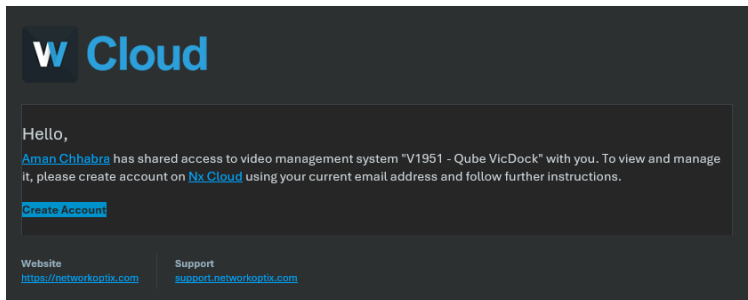 W Cloud
Hello,
Aman Chhabra has shared access to video management system "V1951 - Qube VicDock" with you. To view and manage
it, please create account on Nx Cloud using your current email address and follow further instructions.
Create Account
Website Support
https://networkoptix.com support.networkoptix.com